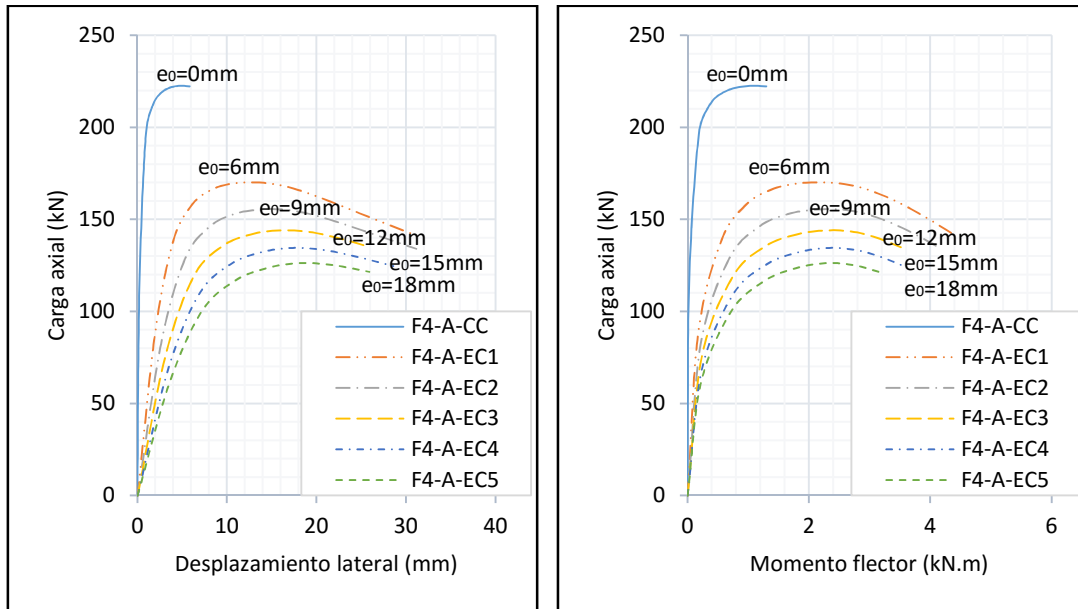 250
200
150
100
50
0
Carga axial (kN)
e0=0mm
e0=6mm
e0=9mm
e0=12mm
e0=15mm
e0=18mm
F4-A-CC
F4-A-EC1
F4-A-EC2
F4-A-EC3
F4-A-EC4
F4-A-EC5
0 10 20 30 40
Desplazamiento lateral (mm)
250
200
150
100
50
0
Carga axial (kN)
e0=0mm
e0=6mm
e0=9mm
e0=12mm
e0=15mm
e0=18mm
F4-A-CC
F4-A-EC1
F4-A-EC2
F4-A-EC3
F4-A-EC4
F4-A-EC5
0 2 4 6
Momento flector (kN.m)